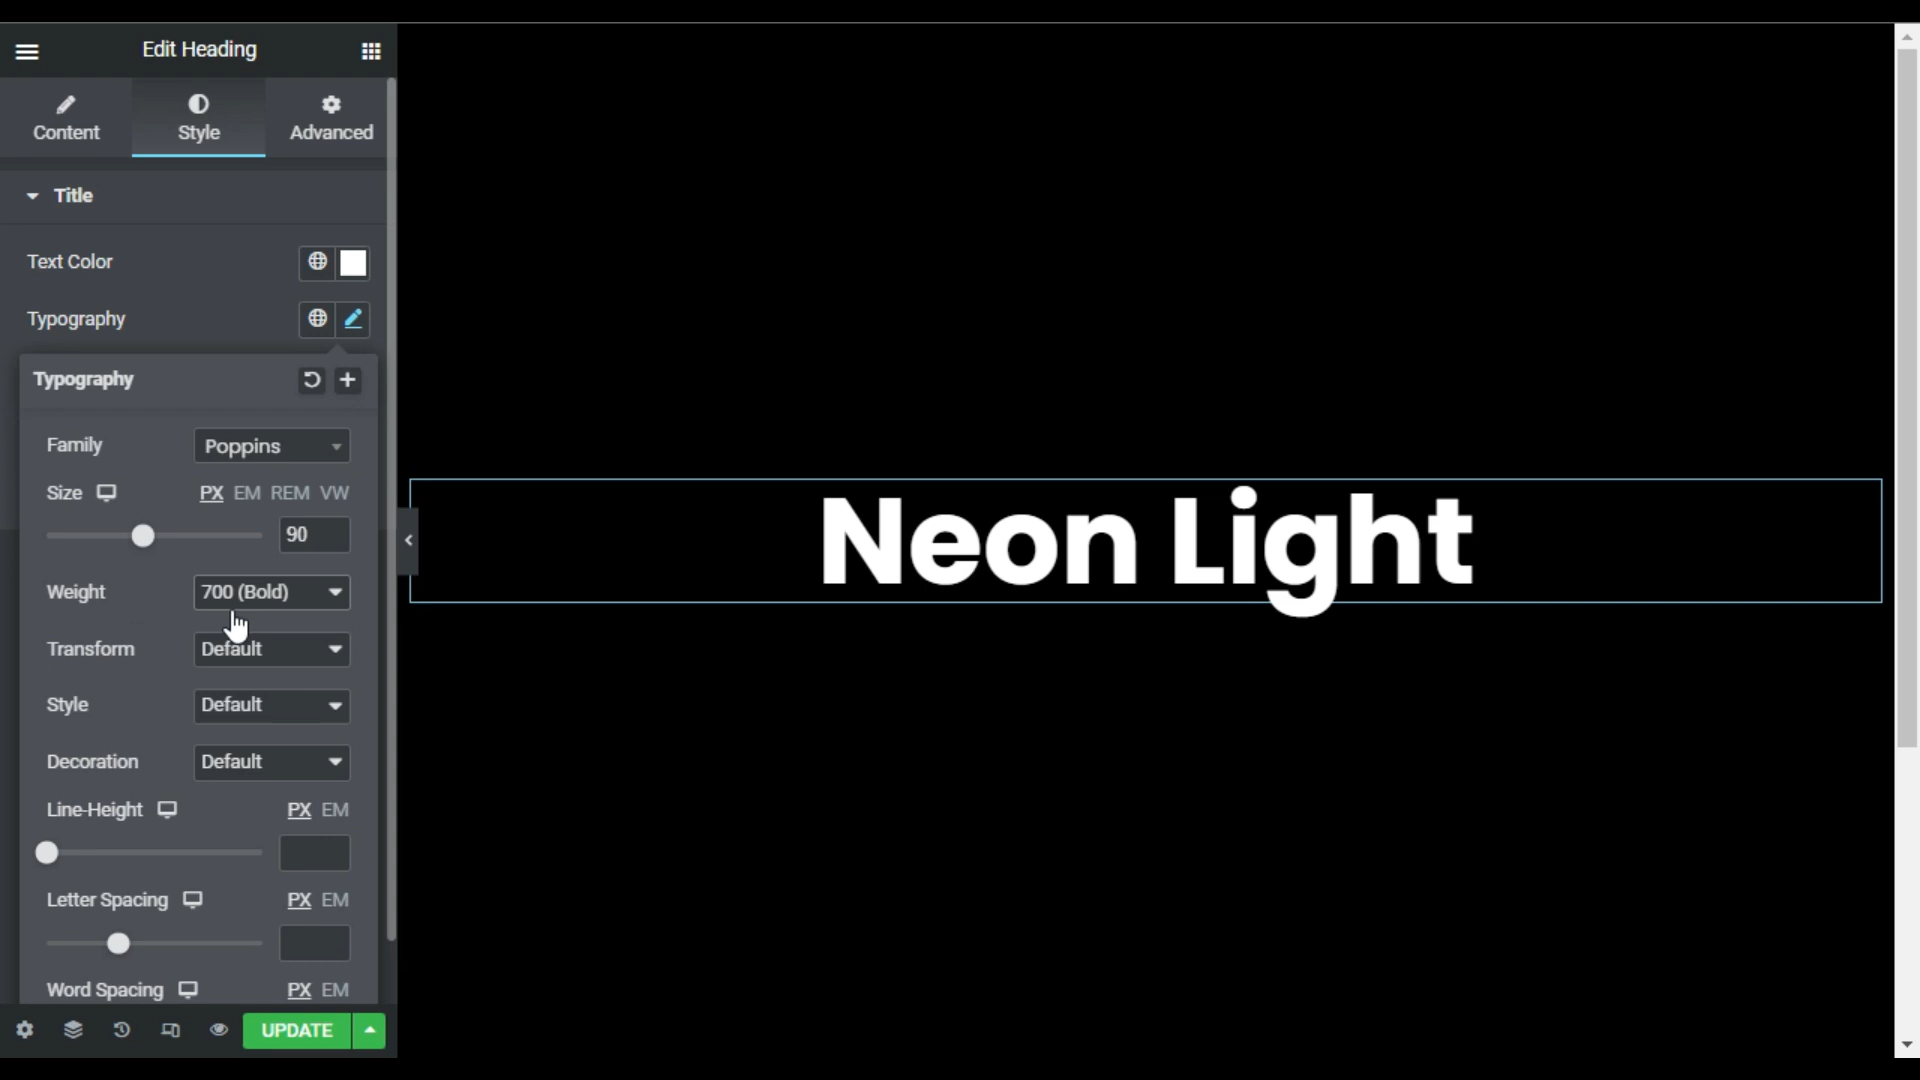 Edit Heading
Content Style Advanced
Title
Text Color
Typography
Typography
Family Poppins
Size PX EM REM VW
90
Weight 700 (Bold)
Transform Default
Style Default
Decoration Default
Line-Height PX EM
Letter Spacing PX EM
Word Spacing PX EM
UPDATE
Neon Light